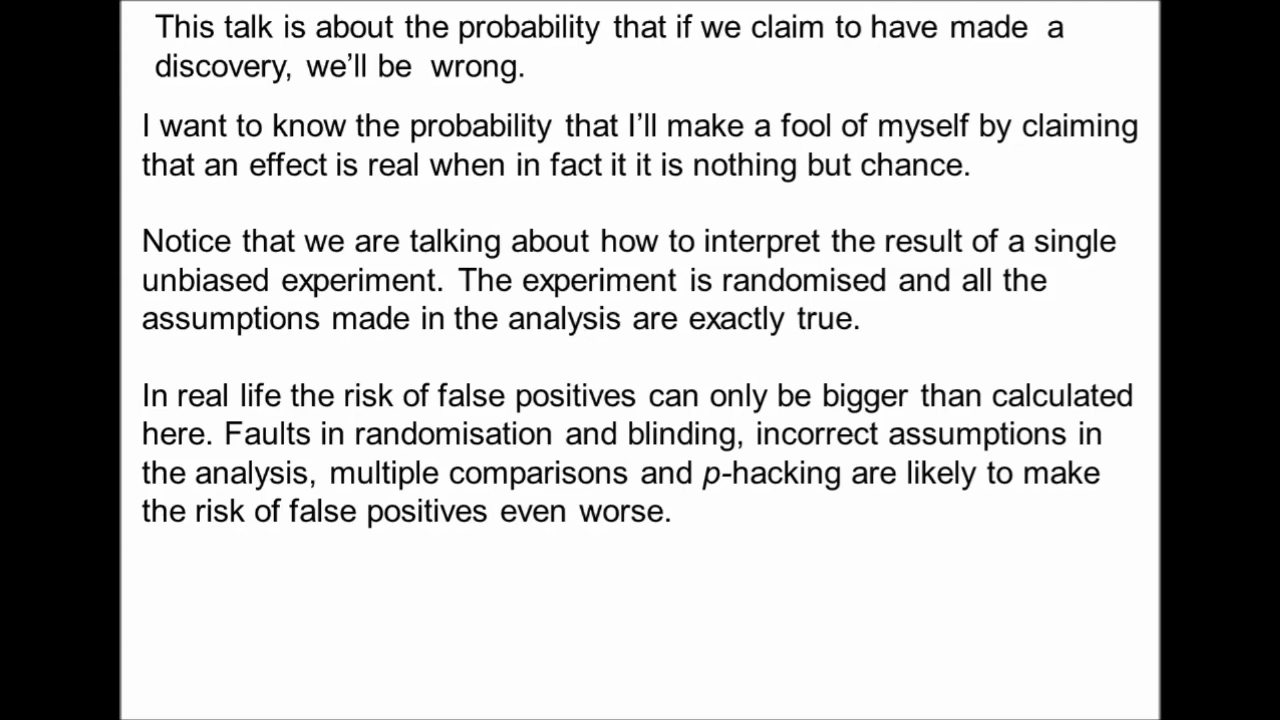 This talk is about the probability that if we claim to have made a
discovery, we’ll be wrong.
I want to know the probability that I’ll make a fool of myself by claiming
that an effect is real when in fact it it is nothing but chance.
Notice that we are talking about how to interpret the result of a single
unbiased experiment. The experiment is randomised and all the
assumptions made in the analysis are exactly true.
In real life the risk of false positives can only be bigger than calculated
here. Faults in randomisation and blinding, incorrect assumptions in
the analysis, multiple comparisons and p-hacking are likely to make
the risk of false positives even worse.